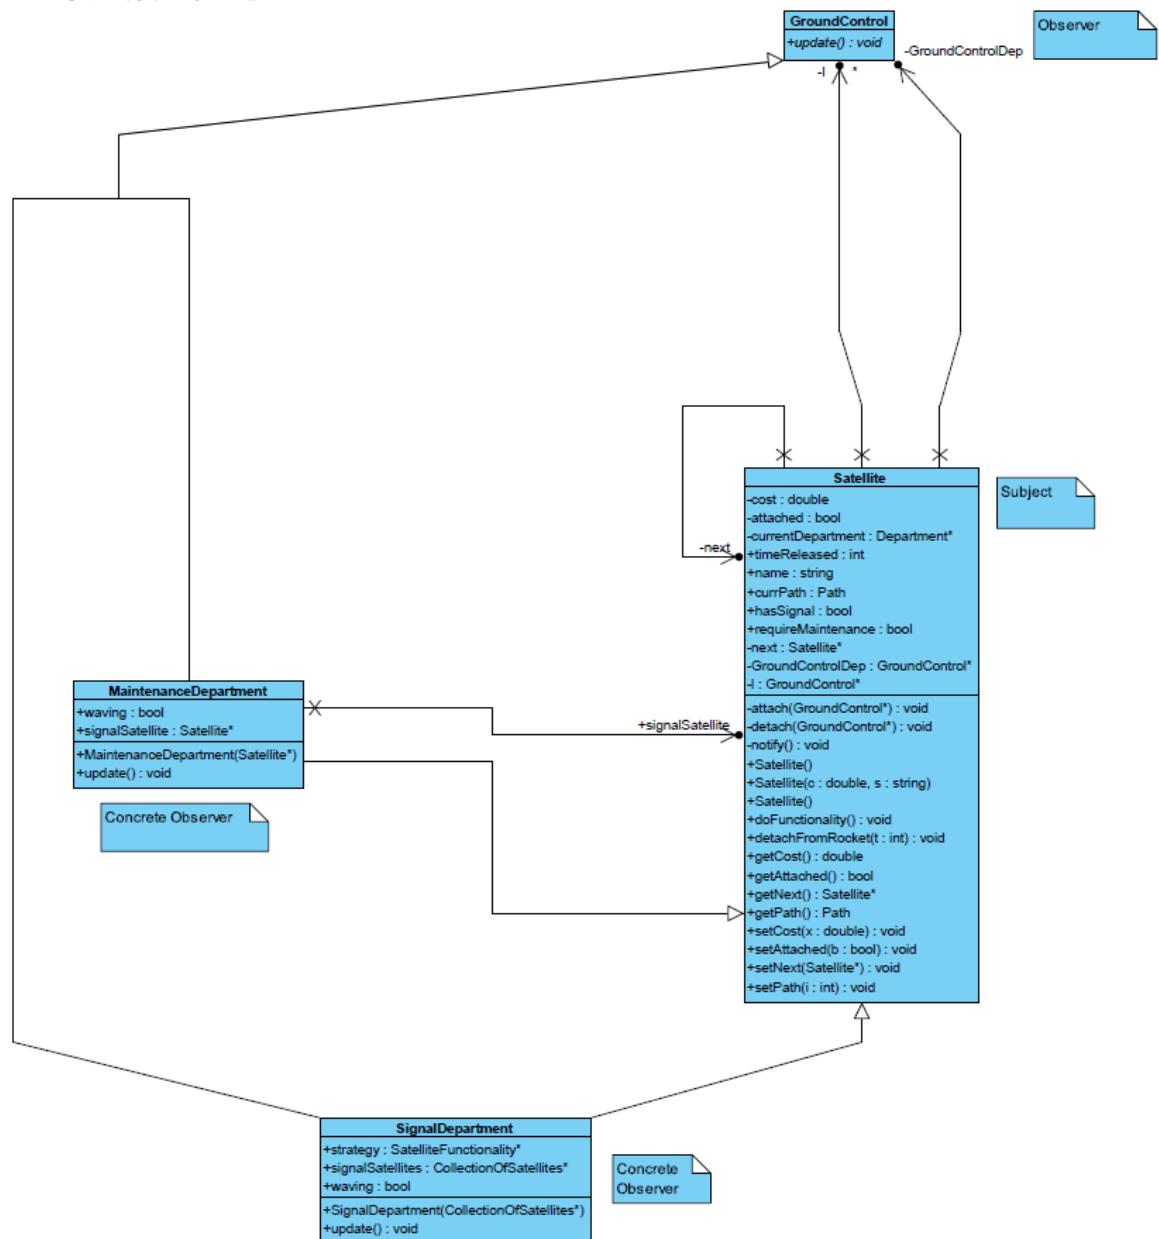 GroundControl
+update() : void
Observer
-GroundControlDep
-l
*
Satellite
-cost : double
-attached : bool
-currentDepartment : Department*
+timeReleased : int
+name : string
+currPath : Path
+hasSignal : bool
+requireMaintenance : bool
-next : Satellite*
-GroundControlDep : GroundControl*
-l : GroundControl*
-attach(GroundControl*) : void
-detach(GroundControl*) : void
-notify() : void
+Satellite()
+Satellite(c : double, s : string)
+Satellite()
+doFunctionality() : void
+detachFromRocket(t : int) : void
+getCost() : double
+getAttached() : bool
+getNext() : Satellite*
+getPath() : Path
+setCost(x : double) : void
+setAttached(b : bool) : void
+setNext(Satellite*) : void
+setPath(i : int) : void
Subject
-next
MaintenanceDepartment
+waving : bool
+signalSatellite : Satellite*
+MaintenanceDepartment(Satellite*)
+update() : void
+signalSatellite
Concrete Observer
SignalDepartment
+strategy : SatelliteFunctionality*
+signalSatellites : CollectionOfSatellites*
+waving : bool
+SignalDepartment(CollectionOfSatellites*)
+update() : void
Concrete
Observer